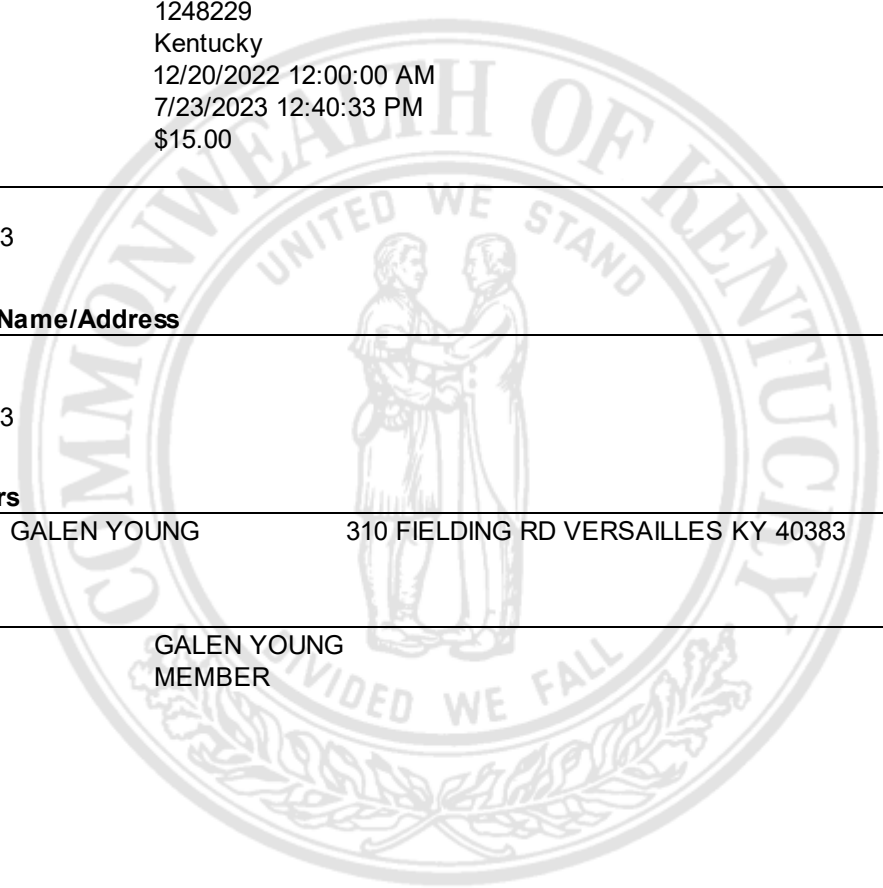 1248229
Kentucky
12/20/2022 12:00:00 AM
7/23/2023 12:40:33 PM
$15.00
3
Name/Address
3
rs
GALEN YOUNG 310 FIELDING RD VERSAILLES KY 40383
GALEN YOUNG
MEMBER
COMMONWEALTH OF KENTUCKY
UNITED WE STAND
DIVIDED WE FALL